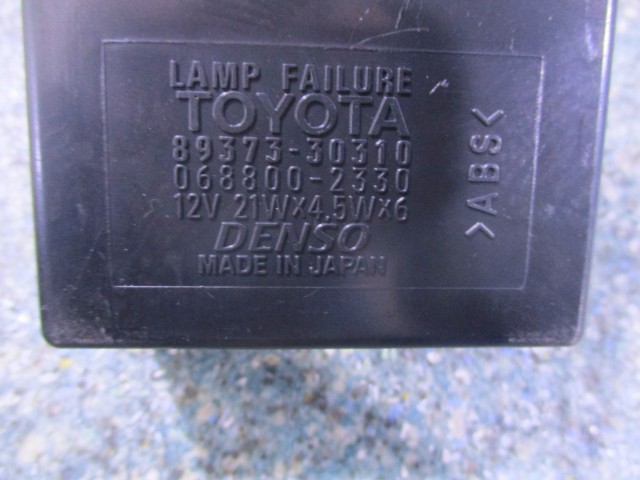 LAMP FAILURE
TOYOTA
89373-30310
068800-2330
12V 21W×4.5W×6
DENSO
MADE IN JAPAN
>ABS<